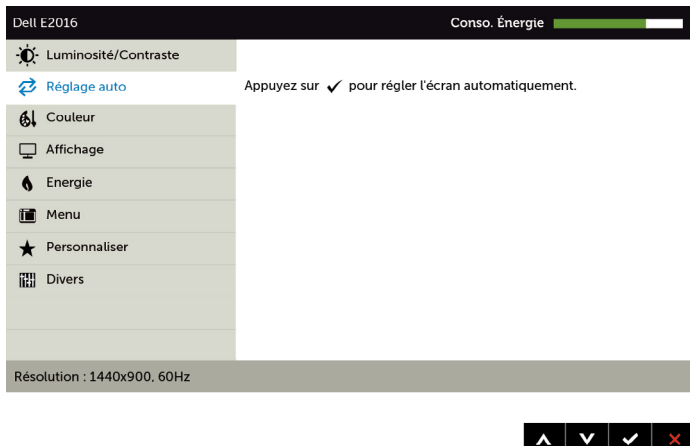 Dell E2016
Conso. Énergie
Luminosité/Contraste
Réglage auto
Appuyez sur ✓ pour régler l'écran automatiquement.
Couleur
Affichage
Energie
Menu
Personnaliser
Divers
Résolution : 1440x900, 60Hz